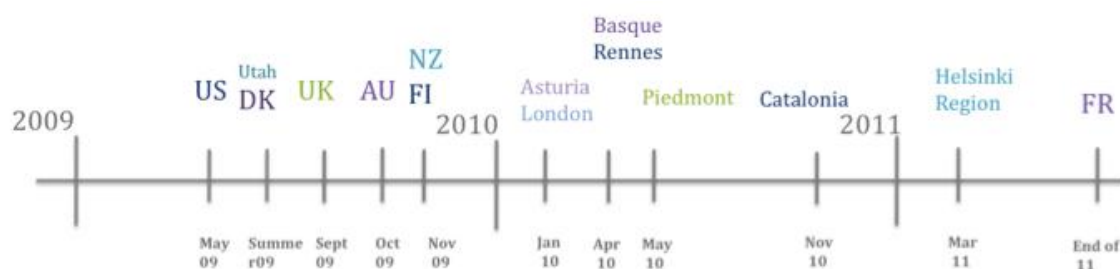 Basque
Rennes
NZ
FI
Utah
DK
US
UK
AU
Asturia
London
Piedmont
Catalonia
Helsinki
Region
FR
2009
2010
2011
May
09
Summe
r09
Sept
09
Oct
09
Nov
09
Jan
10
Apr
10
May
10
Nov
10
Mar
11
End of
11